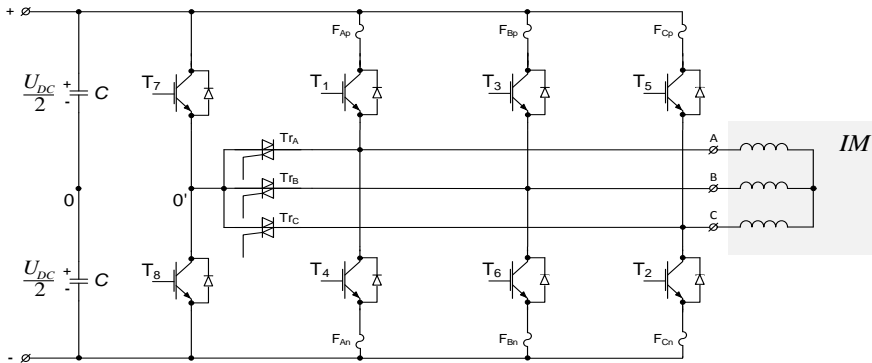 +
F_Ap F_Bp F_Cp
T_7 T_1 T_3 T_5
U_DC/2 + - C
Tr_A A IM
Tr_B B
0 0'
Tr_C C
T_8 T_4 T_6 T_2
U_DC/2 + - C
F_An F_Bn F_Cn
-